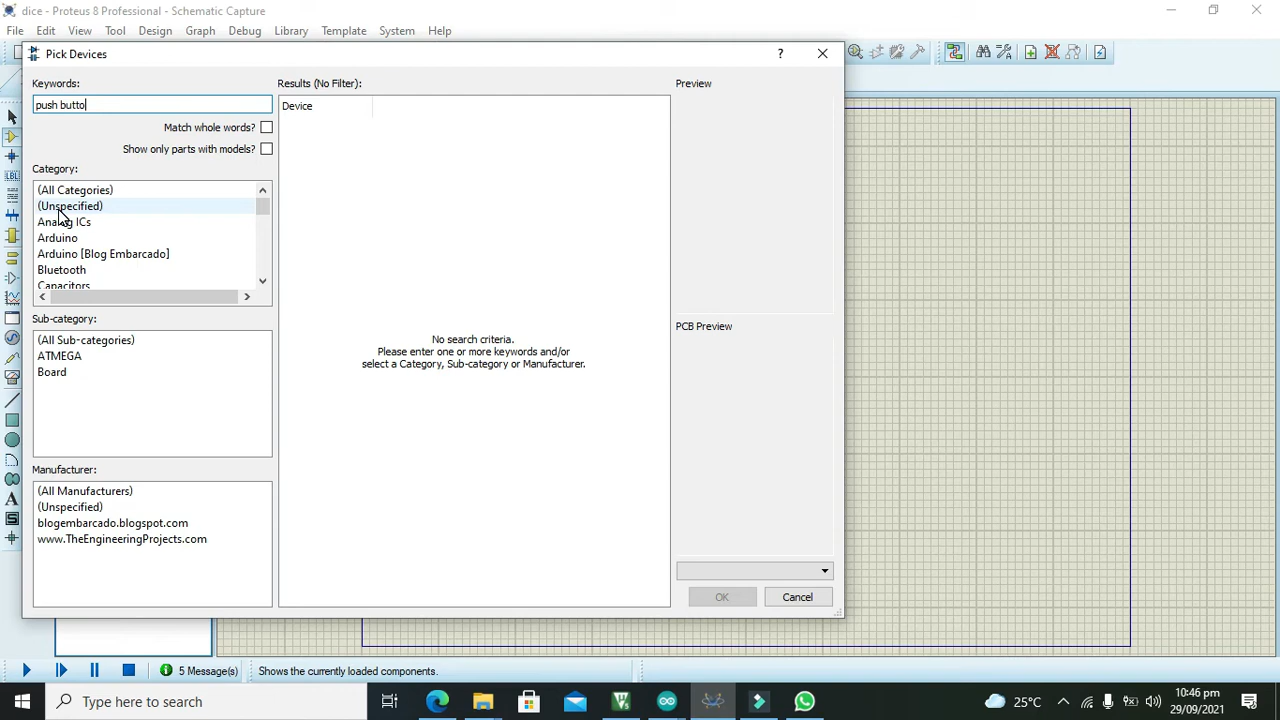 dice - Proteus 8 Professional - Schematic Capture
File Edit View Tool Design Graph Debug Library Template System Help
Pick Devices
?
Keywords:
push butto
Match whole words?
Show only parts with models?
Category:
(All Categories)
(Unspecified)
Analog ICs
Arduino
Arduino [Blog Embarcado]
Bluetooth
Capacitors
Sub-category:
(All Sub-categories)
ATMEGA
Board
Manufacturer:
(All Manufacturers)
(Unspecified)
blogembarcado.blogspot.com
www.TheEngineeringProjects.com
Results (No Filter):
Device
No search criteria.
Please enter one or more keywords and/or
select a Category, Sub-category or Manufacturer.
Preview
PCB Preview
OK Cancel
LBL
A
S
5 Message(s) Shows the currently loaded components.
Type here to search
25°C
10:46 pm
29/09/2021